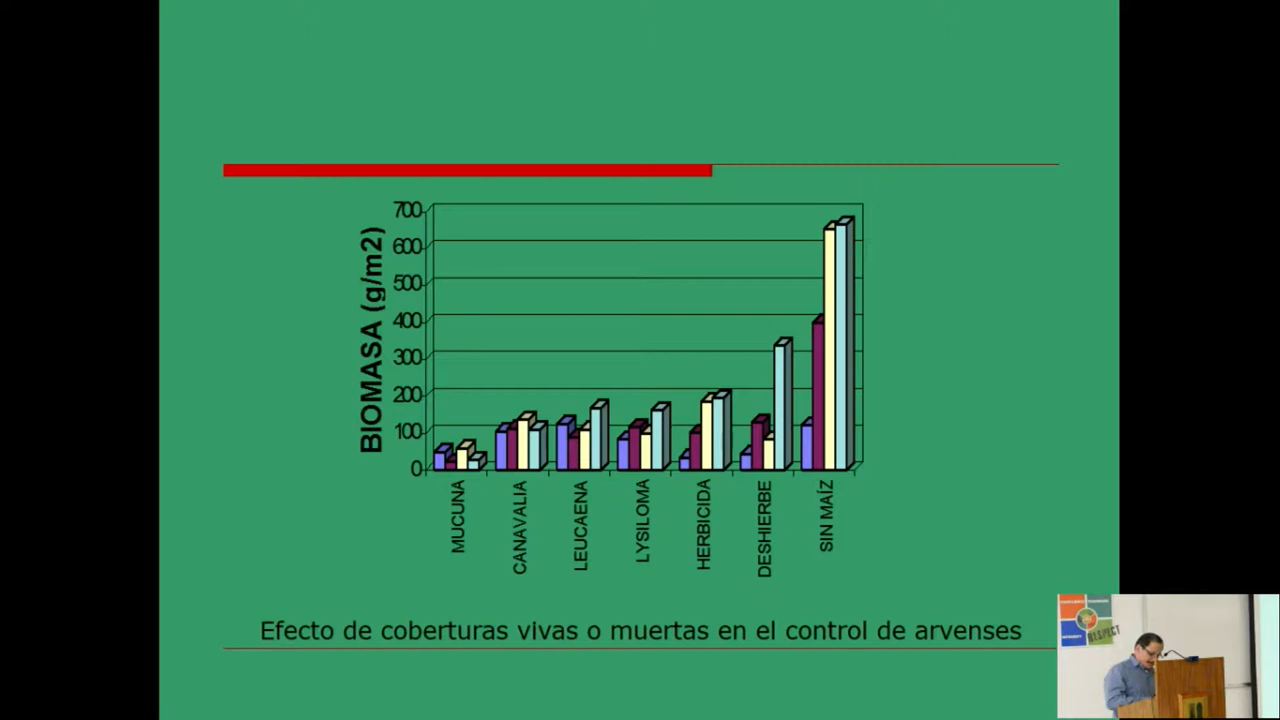 700
600
500
400
300
200
100
0
BIOMASA (g/m2)
MUCUNA
CANAVALIA
LEUCAENA
LYSILOMA
HERBICIDA
DESHIERBE
SIN MAÍZ
Efecto de coberturas vivas o muertas en el control de arvenses
RESPECT